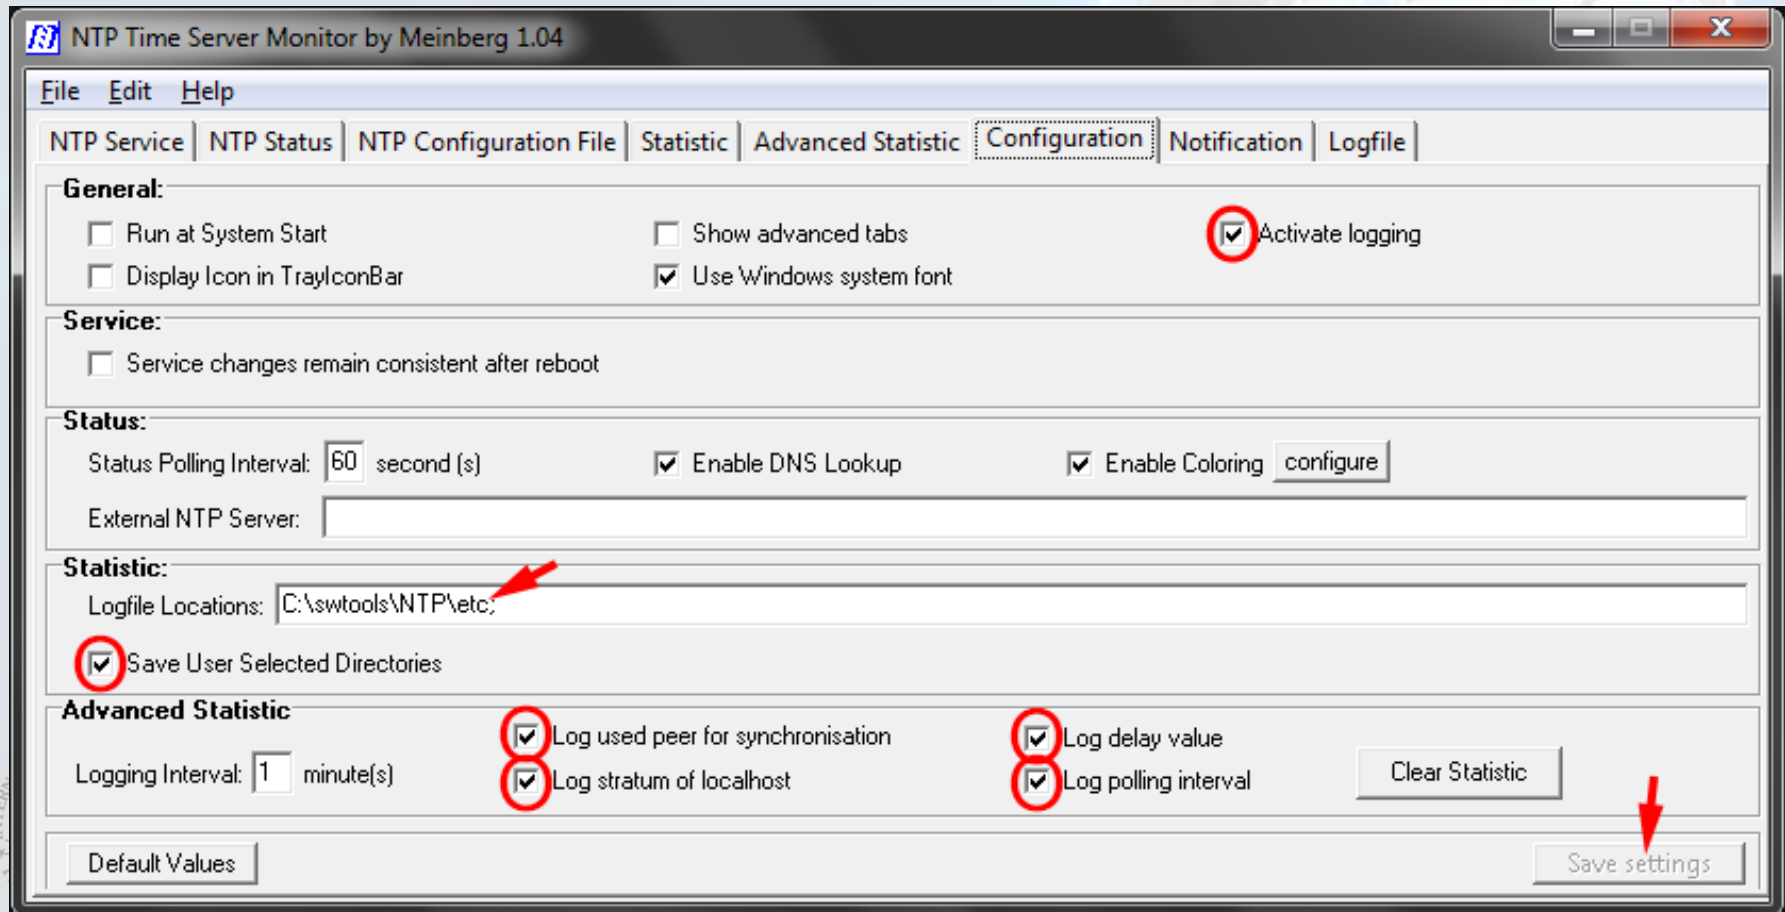 NTP Time Server Monitor by Meinberg 1.04
File Edit Help
NTP Service NTP Status NTP Configuration File Statistic Advanced Statistic Configuration Notification Logfile
General:
Run at System Start Show advanced tabs Activate logging
Display Icon in TrayIconBar Use Windows system font
Service:
Service changes remain consistent after reboot
Status:
Status Polling Interval: 60 second (s) Enable DNS Lookup Enable Coloring configure
External NTP Server:
Statistic:
Logfile Locations: C:\swtools\NTP\etc;
Save User Selected Directories
Advanced Statistic
Log used peer for synchronisation Log delay value
Logging Interval: 1 minute(s) Log stratum of localhost Log polling interval Clear Statistic
Default Values Save settings